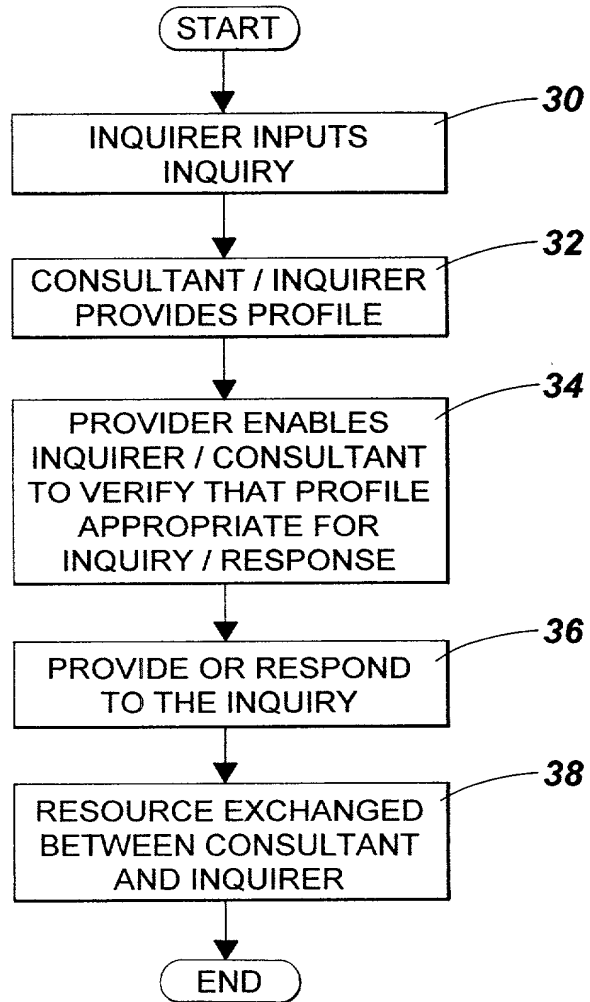 START
30
INQUIRER INPUTS
INQUIRY
32
CONSULTANT / INQUIRER
PROVIDES PROFILE
34
PROVIDER ENABLES
INQUIRER / CONSULTANT
TO VERIFY THAT PROFILE
APPROPRIATE FOR
INQUIRY / RESPONSE
36
PROVIDE OR RESPOND
TO THE INQUIRY
38
RESOURCE EXCHANGED
BETWEEN CONSULTANT
AND INQUIRER
END